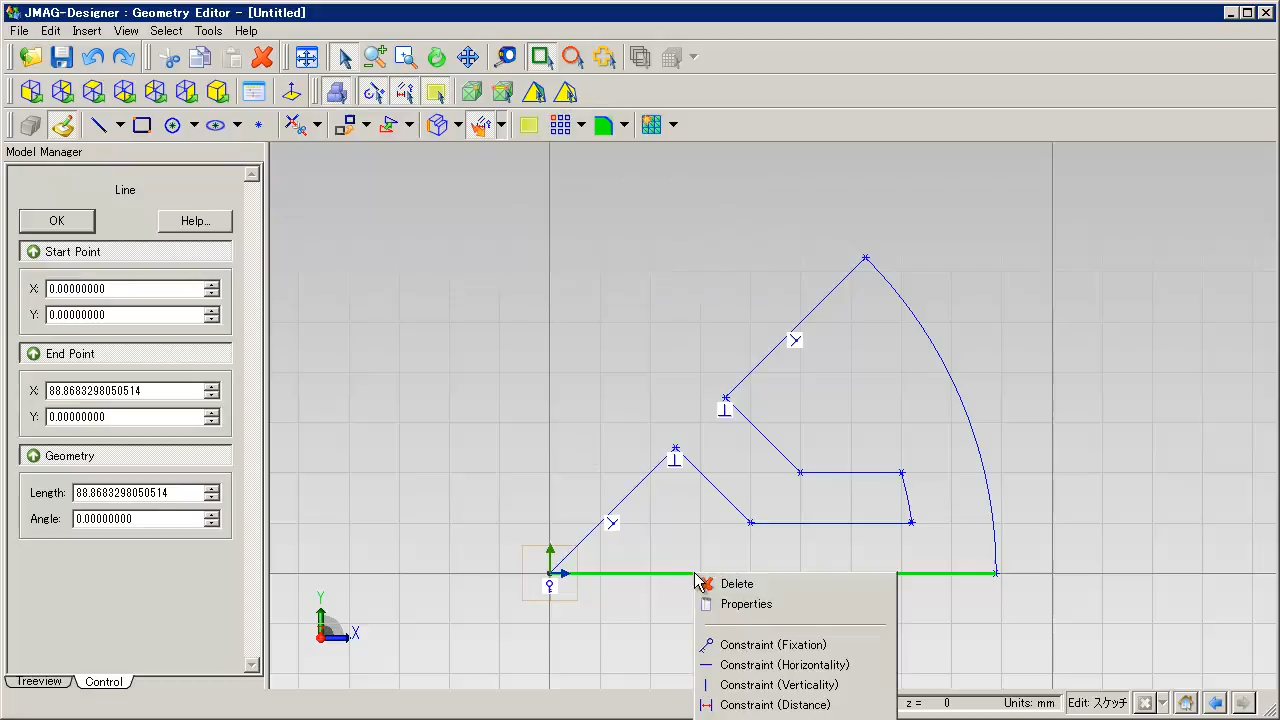 JMAG-Designer : Geometry Editor - [Untitled]
File Edit Insert View Select Tools Help
Model Manager
Line
OK Help...
Start Point
X: 0.00000000
Y: 0.00000000
End Point
X: 88.8683298050514
Y: 0.00000000
Geometry
Length: 88.8683298050514
Angle: 0.00000000
Delete
Properties
Constraint (Fixation)
Constraint (Horizontality)
Constraint (Verticality)
Constraint (Distance)
Y
X
Treeview Control
z = 0 Units: mm Edit: スケッチ